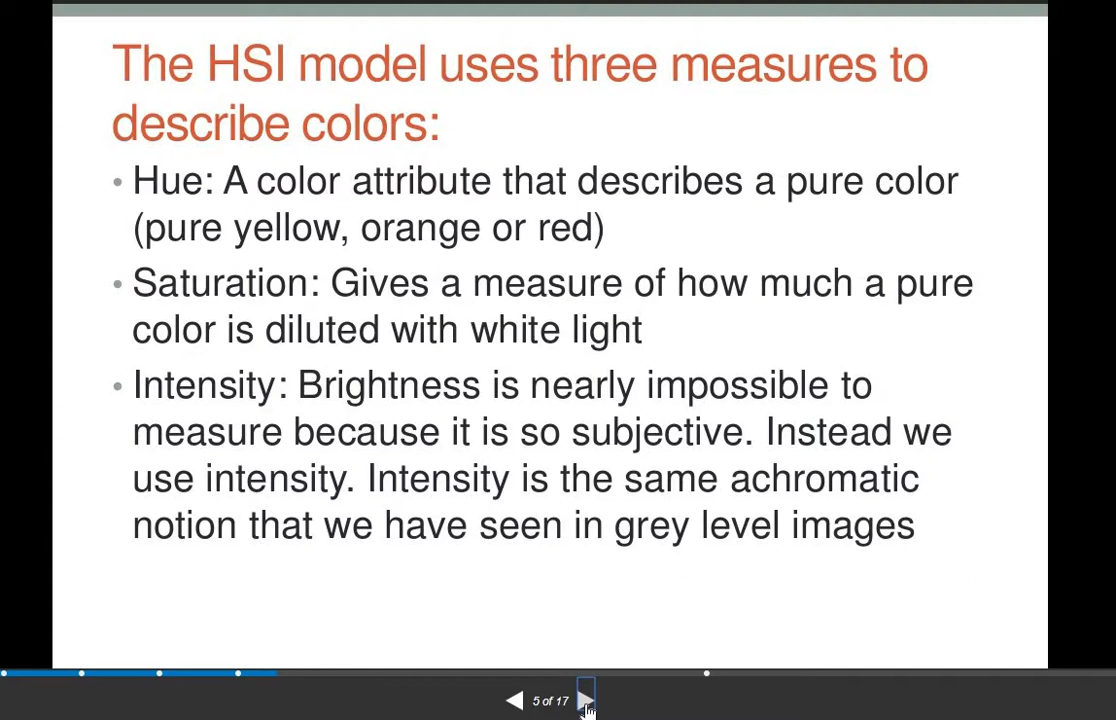 The HSI model uses three measures to
describe colors:
• Hue: A color attribute that describes a pure color
(pure yellow, orange or red)
• Saturation: Gives a measure of how much a pure
color is diluted with white light
• Intensity: Brightness is nearly impossible to
measure because it is so subjective. Instead we
use intensity. Intensity is the same achromatic
notion that we have seen in grey level images
5 of 17